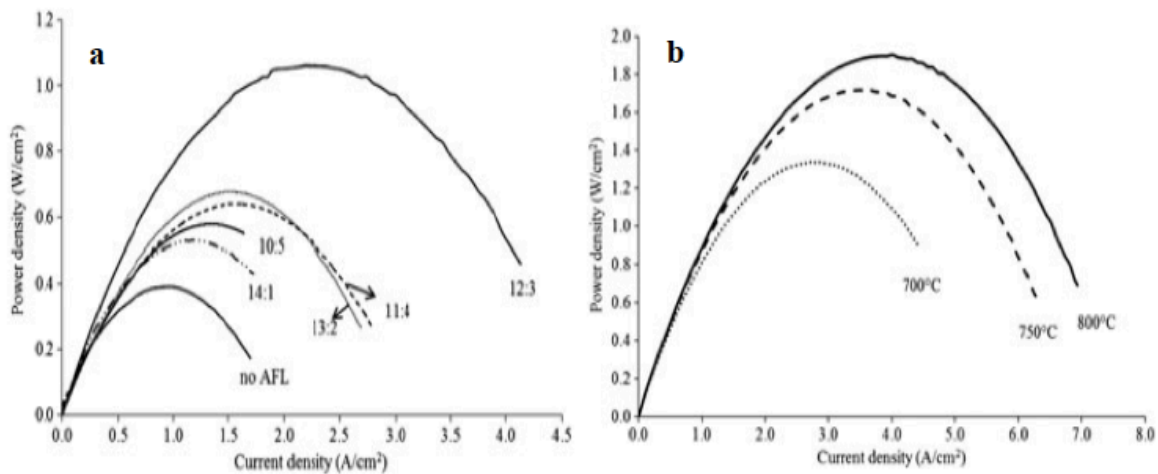 a
Power density (W/cm²)
1.2
1.0
0.8
0.6
0.4
0.2
0.0
10:5
14:1
13:2
11:4
12:3
no AFL
0.0 0.5 1.0 1.5 2.0 2.5 3.0 3.5 4.0 4.5
Current density (A/cm²)
b
Power density (W/cm²)
2.0
1.8
1.6
1.4
1.2
1.0
0.8
0.6
0.4
0.2
0.0
700°C
750°C
800°C
0.0 1.0 2.0 3.0 4.0 5.0 6.0 7.0 8.0
Current density (A/cm²)